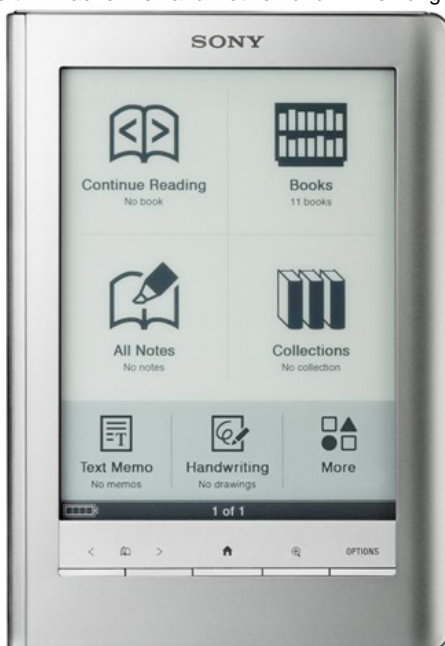 SONY
Continue Reading
No book
Books
11 books
All Notes
No notes
Collections
No collection
T
Text Memo
No memos
Handwriting
No drawings
More
1 of 1
OPTIONS